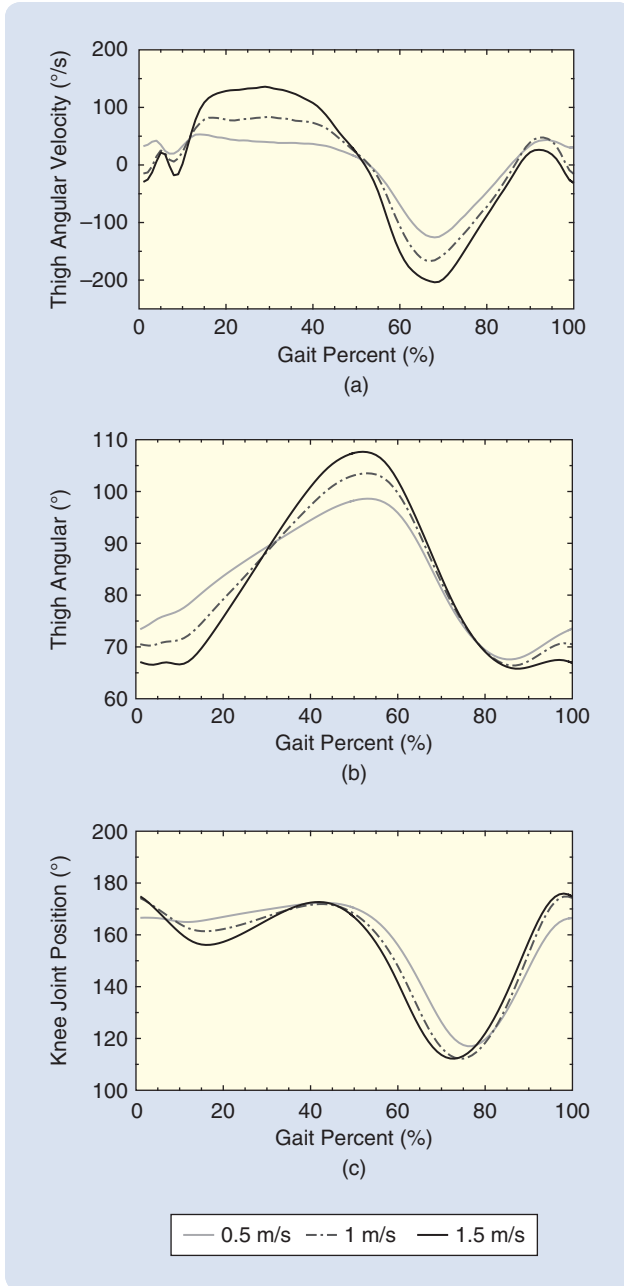 Thigh Angular Velocity (°/s)
200
100
0
−100
−200
0 20 40 60 80 100
Gait Percent (%)
(a)
Thigh Angular (°)
110
100
90
80
70
60
0 20 40 60 80 100
Gait Percent (%)
(b)
Knee Joint Position (°)
200
180
160
140
120
100
0 20 40 60 80 100
Gait Percent (%)
(c)
0.5 m/s 1 m/s 1.5 m/s